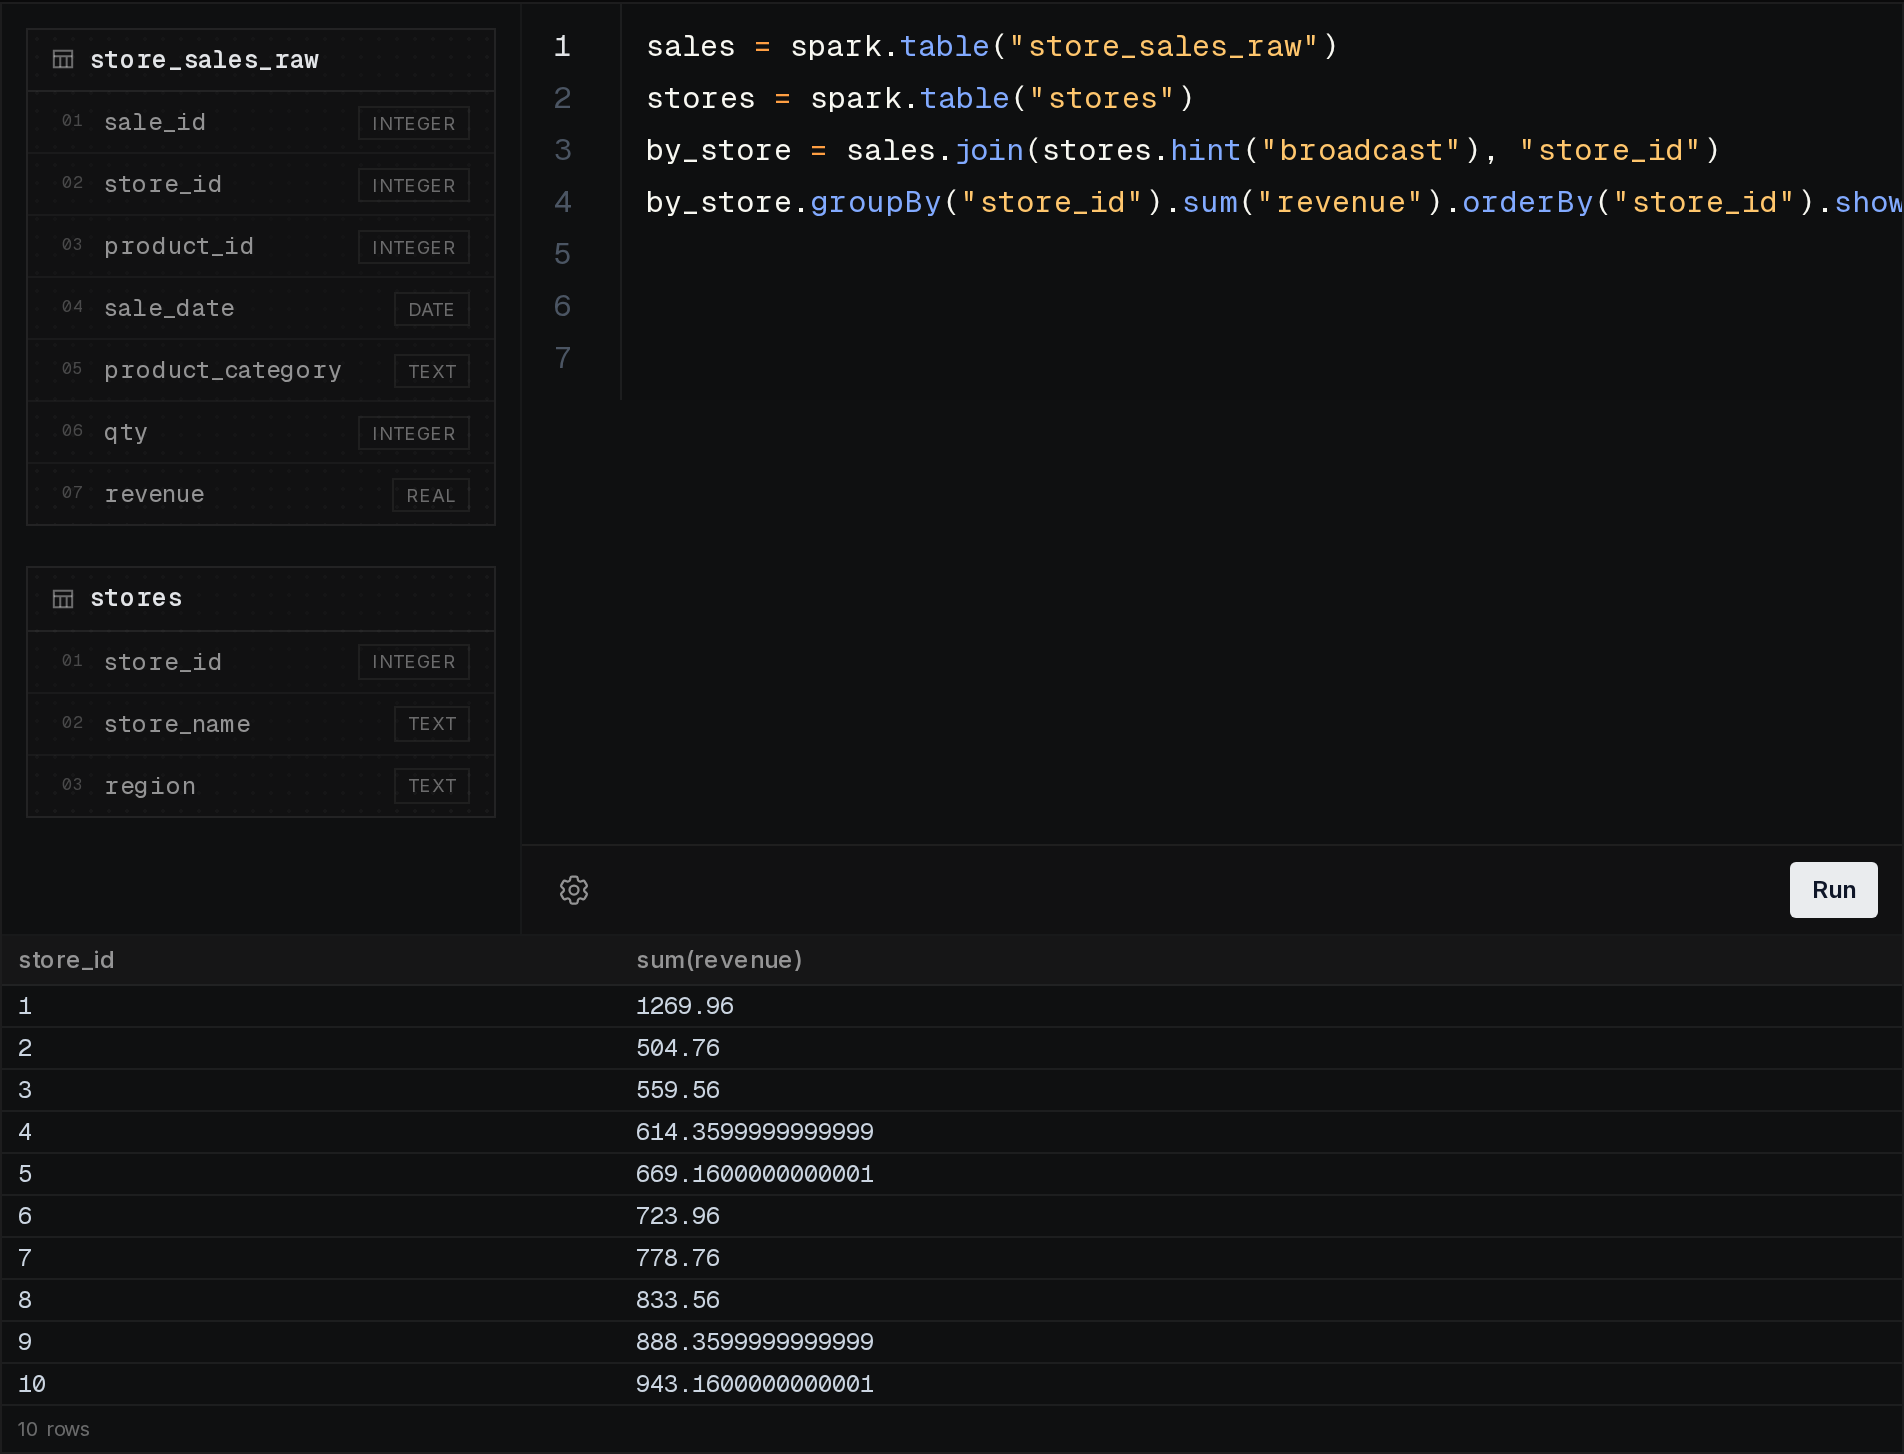 store_sales_raw
01 sale_id INTEGER
02 store_id INTEGER
03 product_id INTEGER
04 sale_date DATE
05 product_category TEXT
06 qty INTEGER
07 revenue REAL
stores
01 store_id INTEGER
02 store_name TEXT
03 region TEXT
1 sales = spark.table("store_sales_raw")
2 stores = spark.table("stores")
3 by_store = sales.join(stores.hint("broadcast"), "store_id")
4 by_store.groupBy("store_id").sum("revenue").orderBy("store_id").show
5
6
7
Run
store_id sum(revenue)
1 1269.96
2 504.76
3 559.56
4 614.3599999999999
5 669.1600000000001
6 723.96
7 778.76
8 833.56
9 888.3599999999999
10 943.1600000000001
10 rows